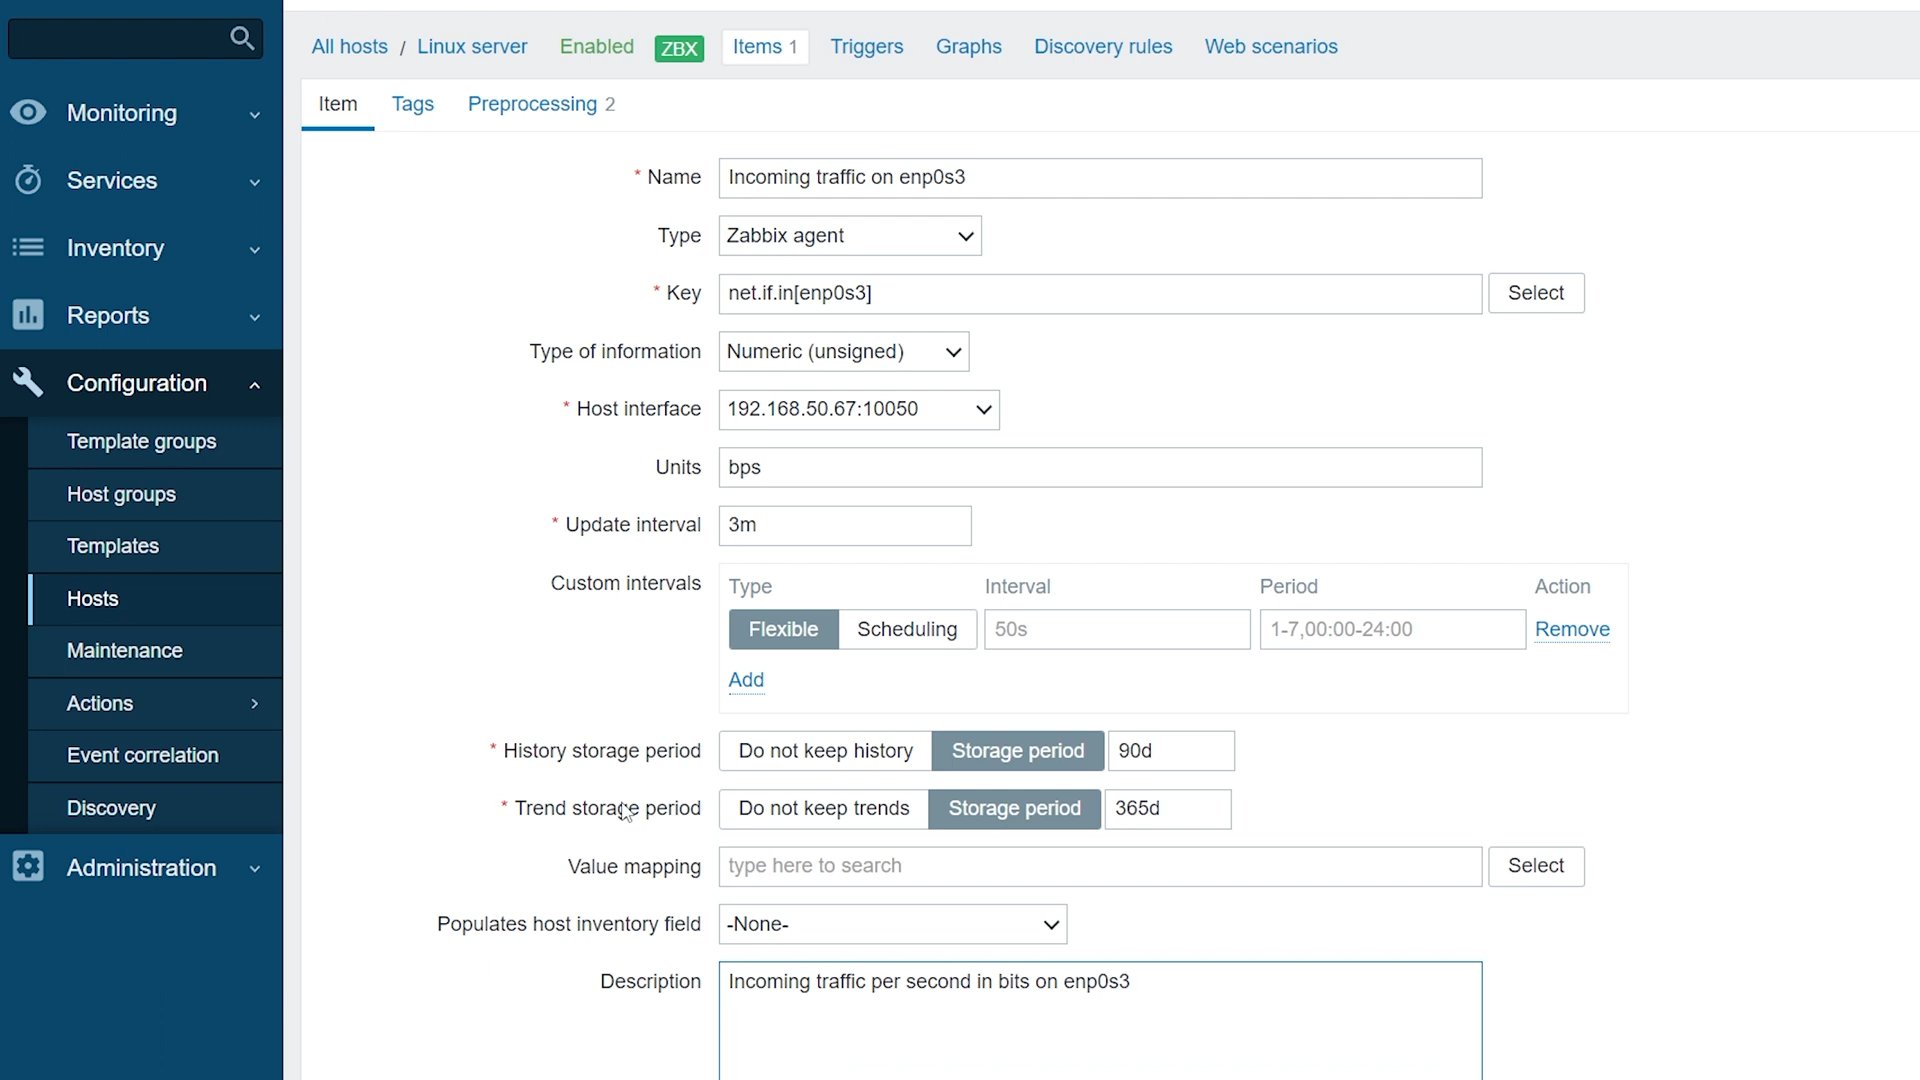 All hosts / Linux server Enabled ZBX Items 1 Triggers Graphs Discovery rules Web scenarios
Item Tags Preprocessing 2
Monitoring
Services
Inventory
Reports
Configuration
Template groups
Host groups
Templates
Hosts
Maintenance
Actions
Event correlation
Discovery
Administration
* Name Incoming traffic on enp0s3
Type Zabbix agent
* Key net.if.in[enp0s3] Select
Type of information Numeric (unsigned)
* Host interface 192.168.50.67:10050
Units bps
* Update interval 3m
Custom intervals Type Interval Period Action
Flexible Scheduling 50s 1-7,00:00-24:00 Remove
Add
* History storage period Do not keep history Storage period 90d
* Trend storage period Do not keep trends Storage period 365d
Value mapping type here to search Select
Populates host inventory field -None-
Description Incoming traffic per second in bits on enp0s3